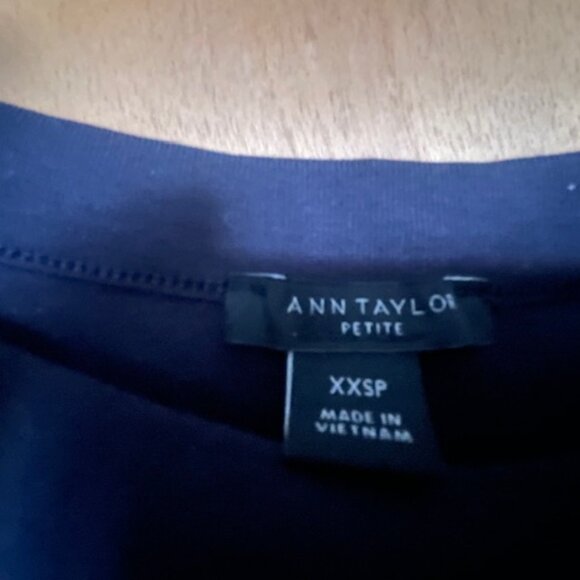 ANN TAYLOR
PETITE
XXSP
MADE IN
VIETNAM